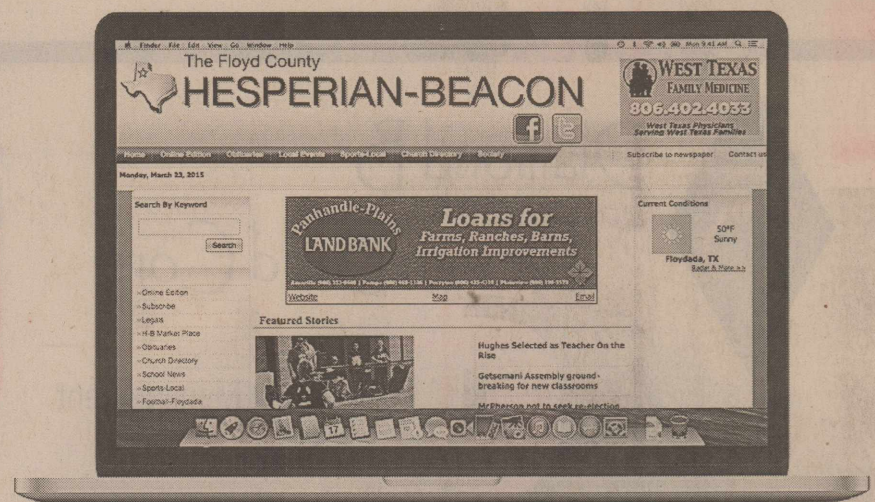 Finder File Edit View Go Window Help
Mon 9:41 AM
The Floyd County
HESPERIAN-BEACON
f t
WEST TEXAS
FAMILY MEDICINE
806.402.4033
West Texas Physicians
Serving West Texas Families
Home Online Edition Obituaries Local Events Sports-Local Church Directory Society
Subscribe to newspaper Contact us
Monday, March 23, 2015
Search By Keyword
Search
Online Edition
Subscribe
Legals
H-B Market Place
Obituaries
Church Directory
School News
Sports-Local
Football-Floydada
Panhandle-Plains
LAND BANK
Loans for
Farms, Ranches, Barns,
Irrigation Improvements
Website Map Email
Featured Stories
Hughes Selected as Teacher On the
Rise
Getsemani Assembly ground-
breaking for new classrooms
McPherson not to seek re-election
Current Conditions
50°F
Sunny
Floydada, TX
Radar & More >>
17